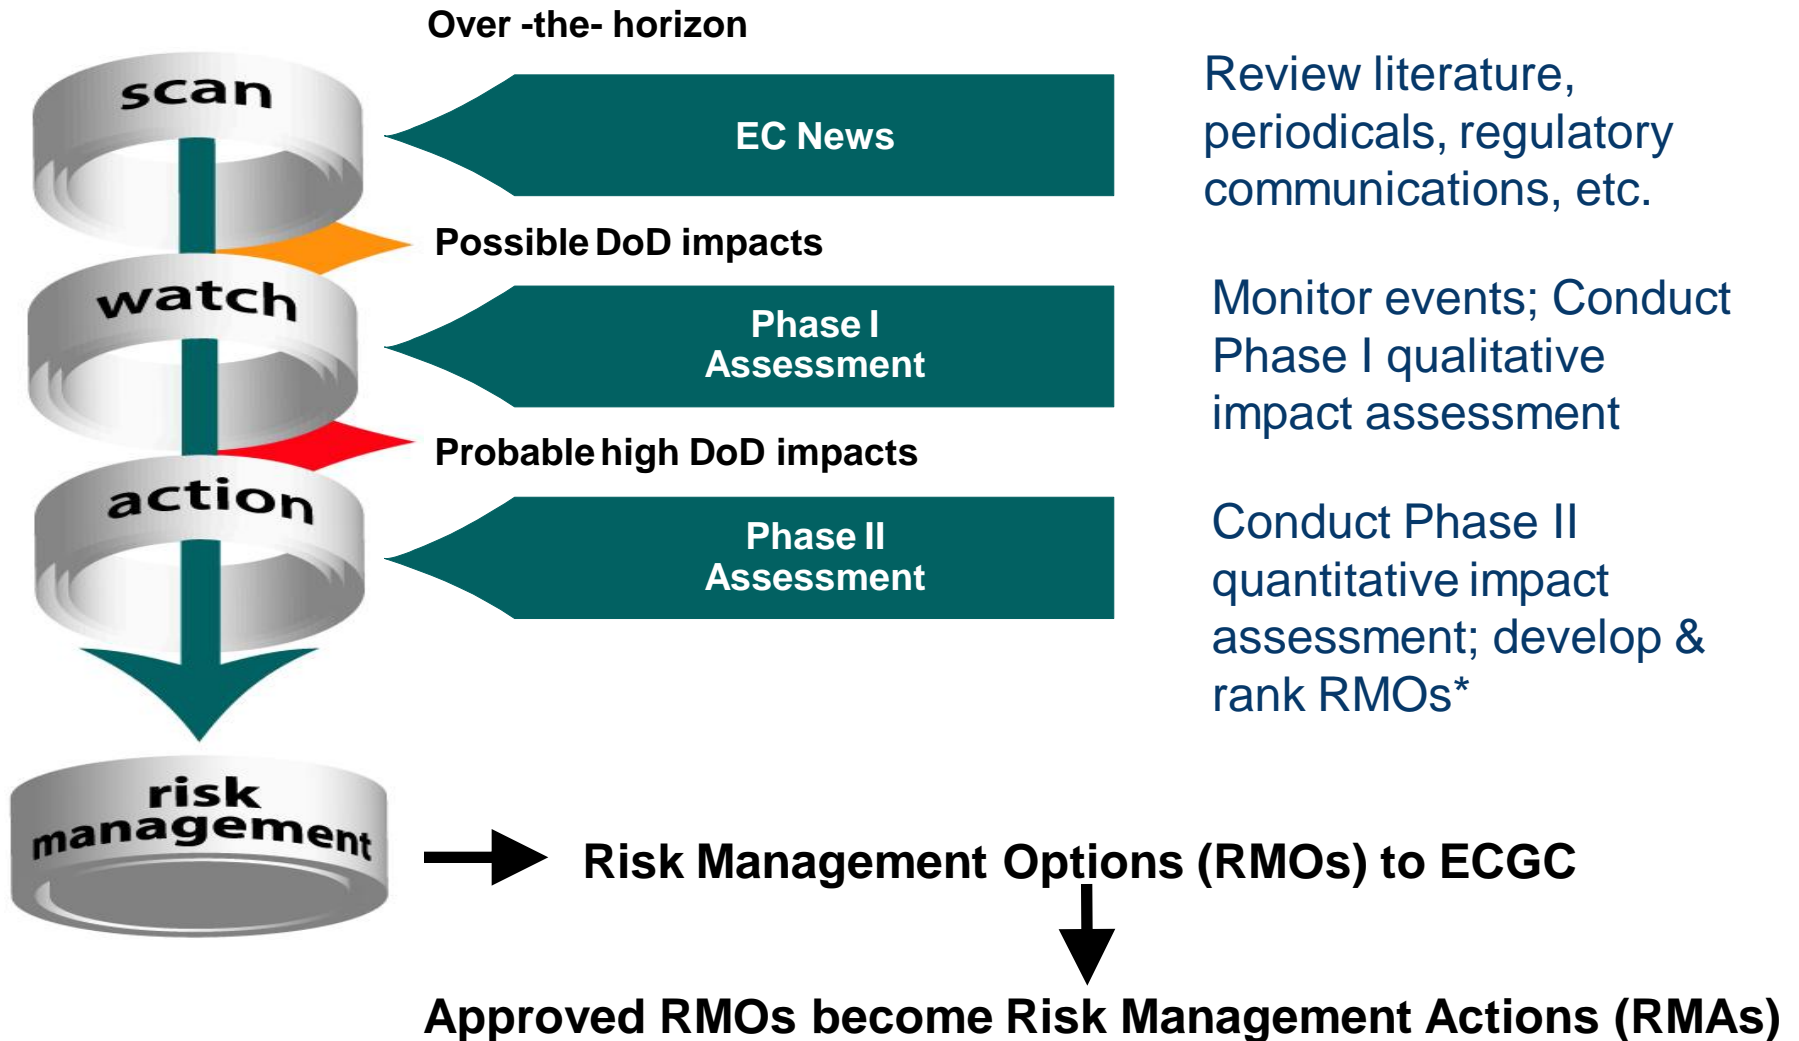 Over -the- horizon
scan
EC News
Review literature,
periodicals, regulatory
communications, etc.
Possible DoD impacts
watch
Phase I
Assessment
Monitor events; Conduct
Phase I qualitative
impact assessment
Probable high DoD impacts
action
Phase II
Assessment
Conduct Phase II
quantitative impact
assessment; develop &
rank RMOs*
risk
management
Risk Management Options (RMOs) to ECGC
Approved RMOs become Risk Management Actions (RMAs)